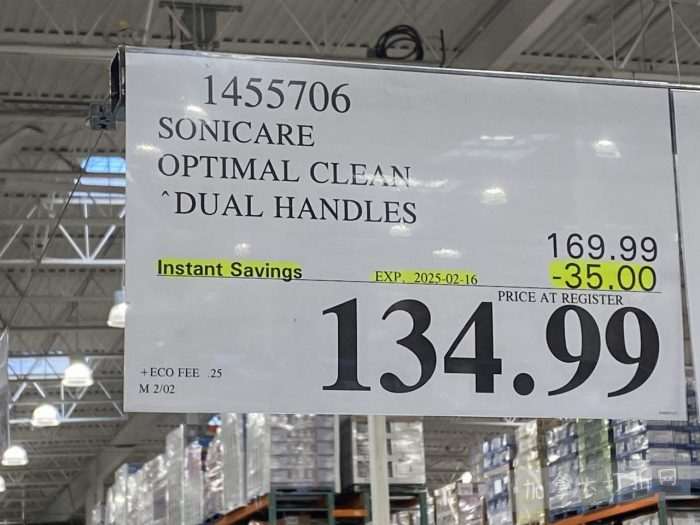 1455706
SONICARE
OPTIMAL CLEAN
^DUAL HANDLES
169.99
Instant Savings EXP. 2025-02-16 -35.00
PRICE AT REGISTER
134.99
+ECO FEE .25
M 2/02